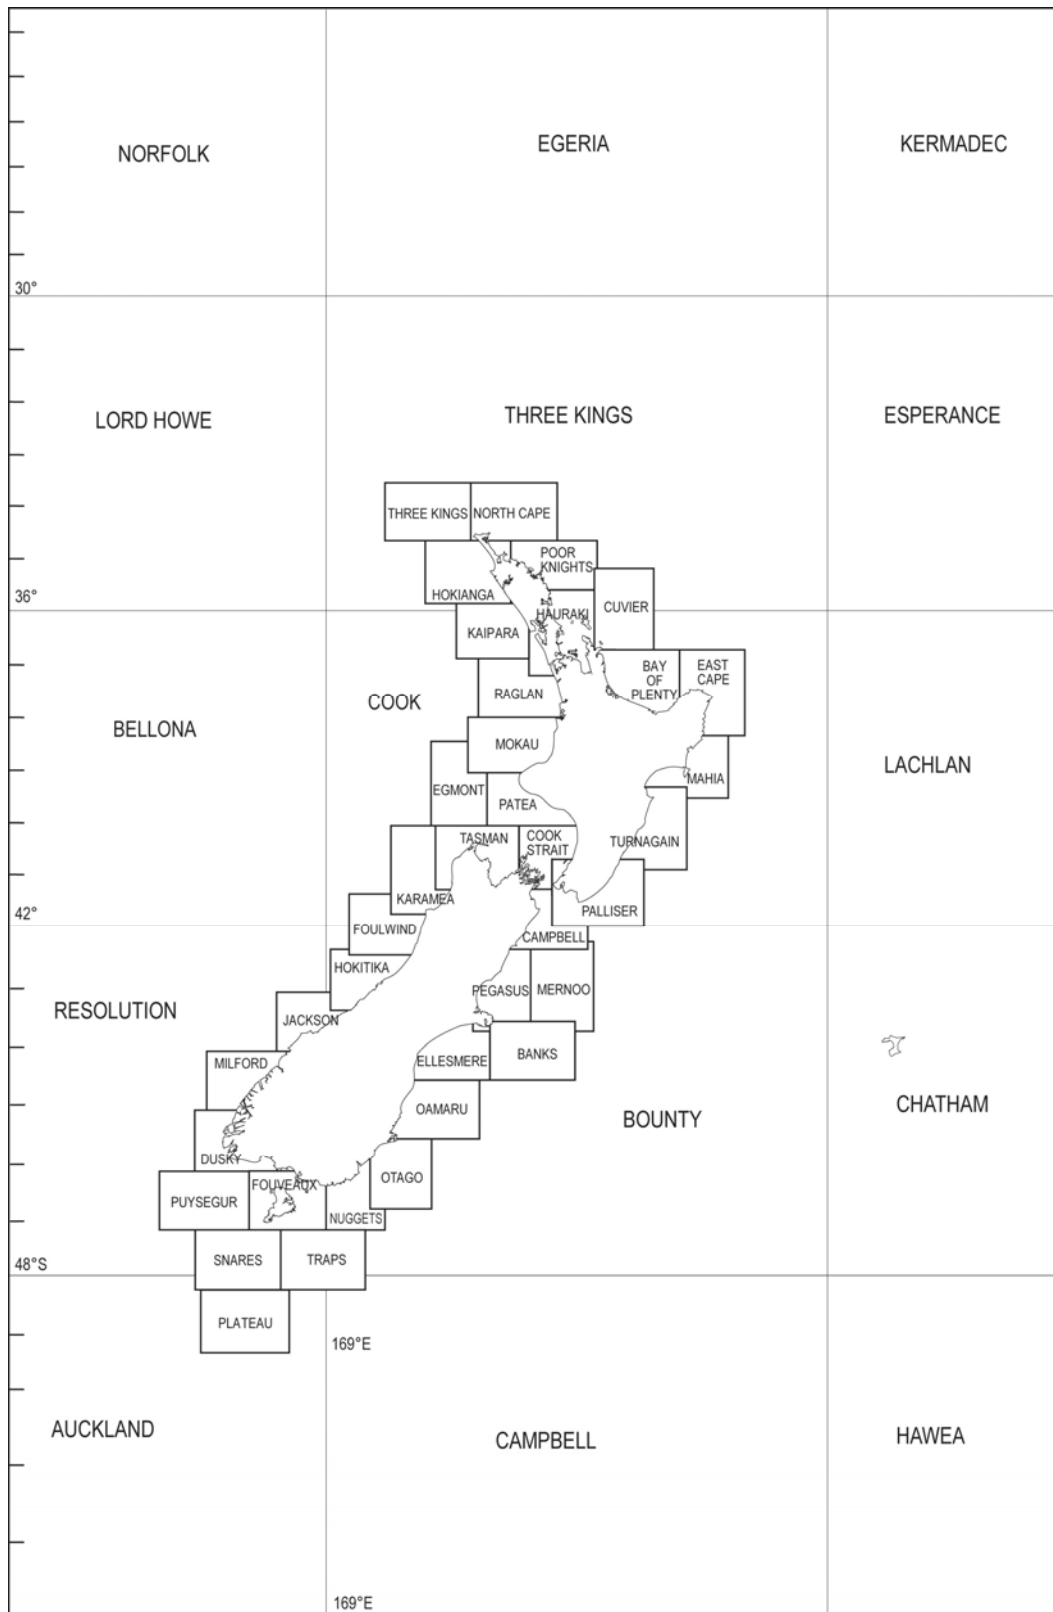 NORFOLK
EGERIA
KERMADEC
30°
LORD HOWE
THREE KINGS
ESPERANCE
THREE KINGS
NORTH CAPE
POOR
KNIGHTS
HOKIANGA
36°
HAURAKI
CUVIER
KAIPARA
BAY
OF
PLENTY
EAST
CAPE
RAGLAN
COOK
BELLONA
MOKAU
LACHLAN
MAHIA
EGMONT
PATEA
TASMAN
COOK
STRAIT
TURNAGAIN
KARAMEA
PALLISER
42°
FOULWIND
CAMPBELL
HOKITIKA
PEGASUS
MERNOO
RESOLUTION
JACKSON
MILFORD
ELLESMERE
BANKS
OAMARU
BOUNTY
CHATHAM
DUSKY
OTAGO
PUYSEGUR
FOUVEAUX
NUGGETS
SNARES
TRAPS
48°S
PLATEAU
169°E
AUCKLAND
CAMPBELL
HAWEA
169°E